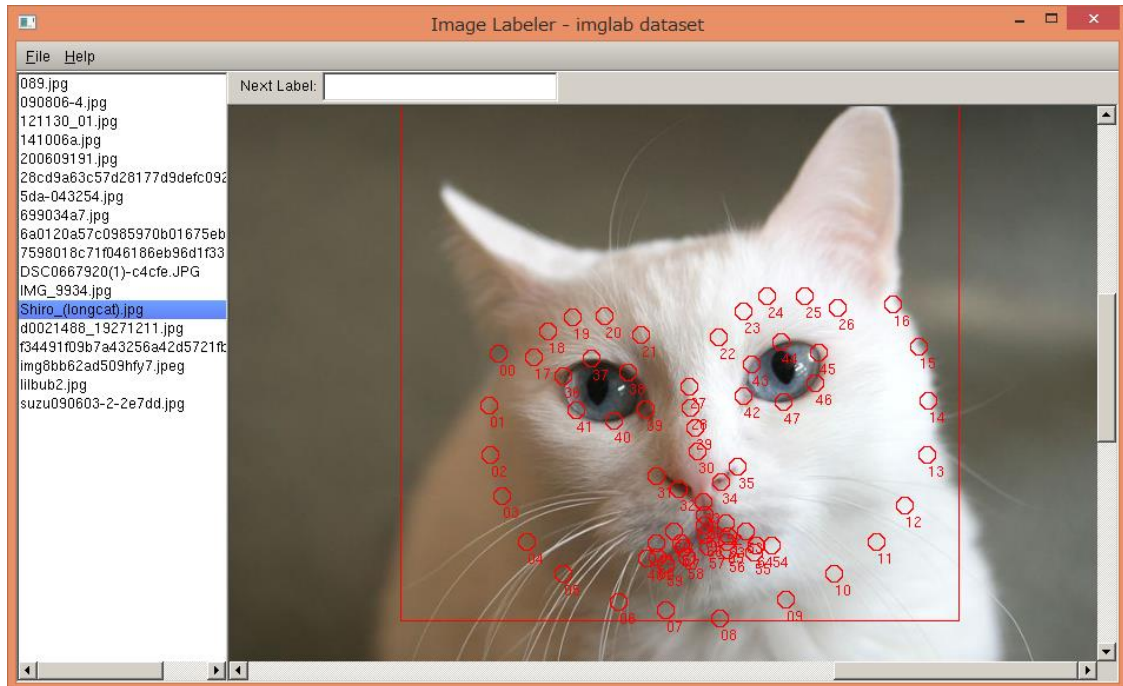 Image Labeler - imglab dataset
File Help
Next Label:
089.jpg
090806-4.jpg
121130_01.jpg
141006a.jpg
200609191.jpg
28cd9a63c57d28177d9defc092
5da-043254.jpg
699034a7.jpg
6a0120a57c0985970b01675eb
7598018c71f046186eb96d1f33
DSC0667920(1)-c4cfe.JPG
IMG_9934.jpg
Shiro_(longcat).jpg
d0021488_19271211.jpg
f34491f09b7a43256a42d5721fb
img8bb62ad509hfy7.jpeg
lilbub2.jpg
suzu090603-2-2e7dd.jpg
24 25 26 16
23
19 20
18 21 22 44 15
00 17 37 43 45
36 38 46
27 42 47 14
01 41 39 28
40 29
02 30 13
31 35
32 34
03 12
04 11
54
55
57 56
58
59
05 10
06 09
07 08